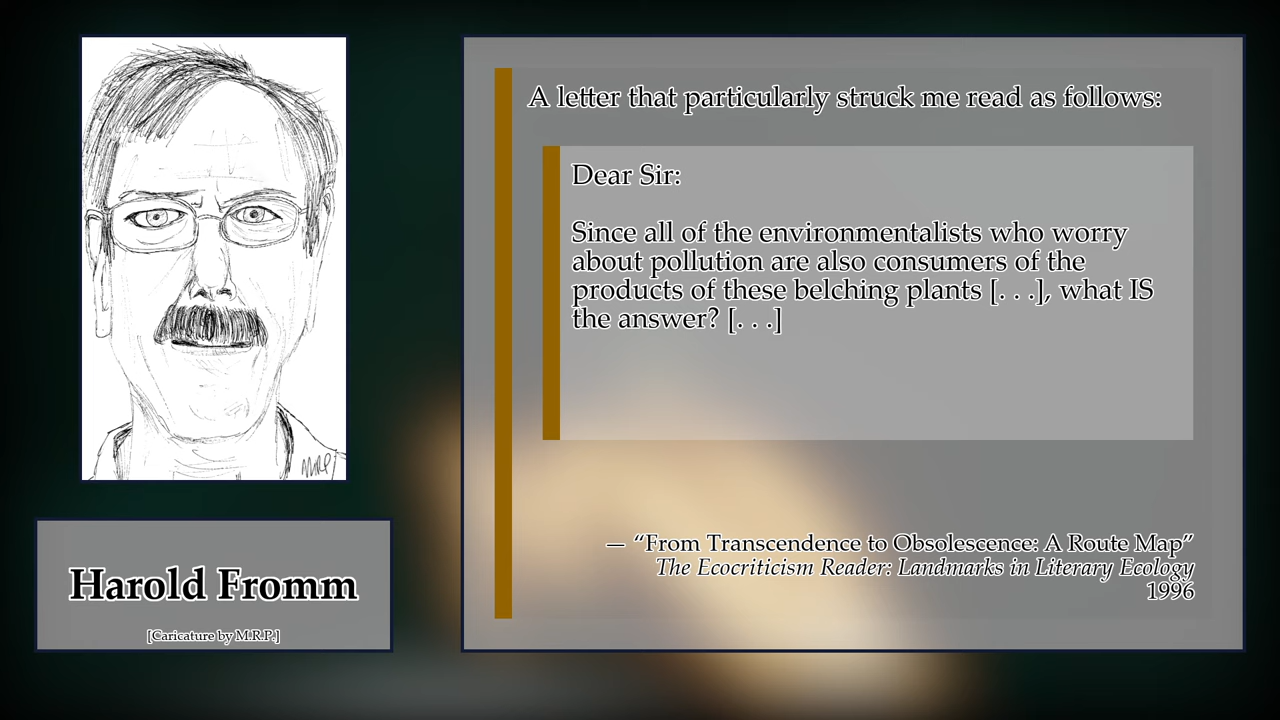 A letter that particularly struck me read as follows:
Dear Sir:
Since all of the environmentalists who worry
about pollution are also consumers of the
products of these belching plants [. . .], what IS
the answer? [. . .]
— “From Transcendence to Obsolescence: A Route Map”
The Ecocriticism Reader: Landmarks in Literary Ecology
1996
MRP
Harold Fromm
[Caricature by M.R.P.]